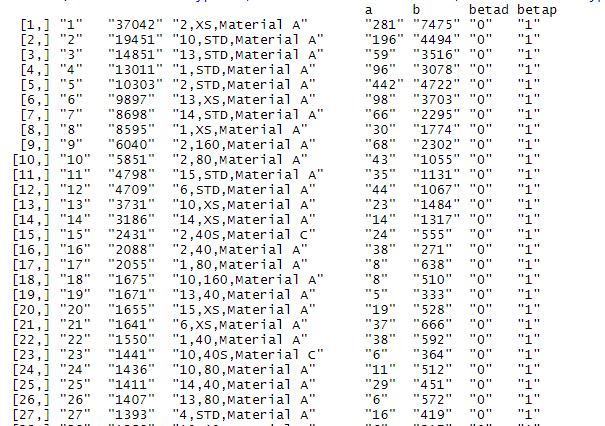 a b betad betap
[1,] "1" "37042" "2,XS,Material A" "281" "7475" "0" "1"
[2,] "2" "19451" "10,STD,Material A" "196" "4494" "0" "1"
[3,] "3" "14851" "13,STD,Material A" "59" "3516" "0" "1"
[4,] "4" "13011" "1,STD,Material A" "96" "3078" "0" "1"
[5,] "5" "10303" "2,STD,Material A" "442" "4722" "0" "1"
[6,] "6" "9897" "13,XS,Material A" "98" "3703" "0" "1"
[7,] "7" "8698" "14,STD,Material A" "66" "2295" "0" "1"
[8,] "8" "8595" "1,XS,Material A" "30" "1774" "0" "1"
[9,] "9" "6040" "2,160,Material A" "68" "2302" "0" "1"
[10,] "10" "5851" "2,80,Material A" "43" "1055" "0" "1"
[11,] "11" "4798" "15,STD,Material A" "35" "1131" "0" "1"
[12,] "12" "4709" "6,STD,Material A" "44" "1067" "0" "1"
[13,] "13" "3731" "10,XS,Material A" "23" "1484" "0" "1"
[14,] "14" "3186" "14,XS,Material A" "14" "1317" "0" "1"
[15,] "15" "2431" "2,40S,Material C" "24" "555" "0" "1"
[16,] "16" "2088" "2,40,Material A" "38" "271" "0" "1"
[17,] "17" "2055" "1,80,Material A" "8" "638" "0" "1"
[18,] "18" "1675" "10,160,Material A" "8" "510" "0" "1"
[19,] "19" "1671" "13,40,Material A" "5" "333" "0" "1"
[20,] "20" "1655" "15,XS,Material A" "19" "528" "0" "1"
[21,] "21" "1641" "6,XS,Material A" "37" "666" "0" "1"
[22,] "22" "1550" "1,40,Material A" "38" "592" "0" "1"
[23,] "23" "1441" "10,40S,Material C" "6" "364" "0" "1"
[24,] "24" "1436" "10,80,Material A" "11" "512" "0" "1"
[25,] "25" "1411" "14,40,Material A" "29" "451" "0" "1"
[26,] "26" "1407" "13,80,Material A" "6" "572" "0" "1"
[27,] "27" "1393" "4,STD,Material A" "16" "419" "0" "1"